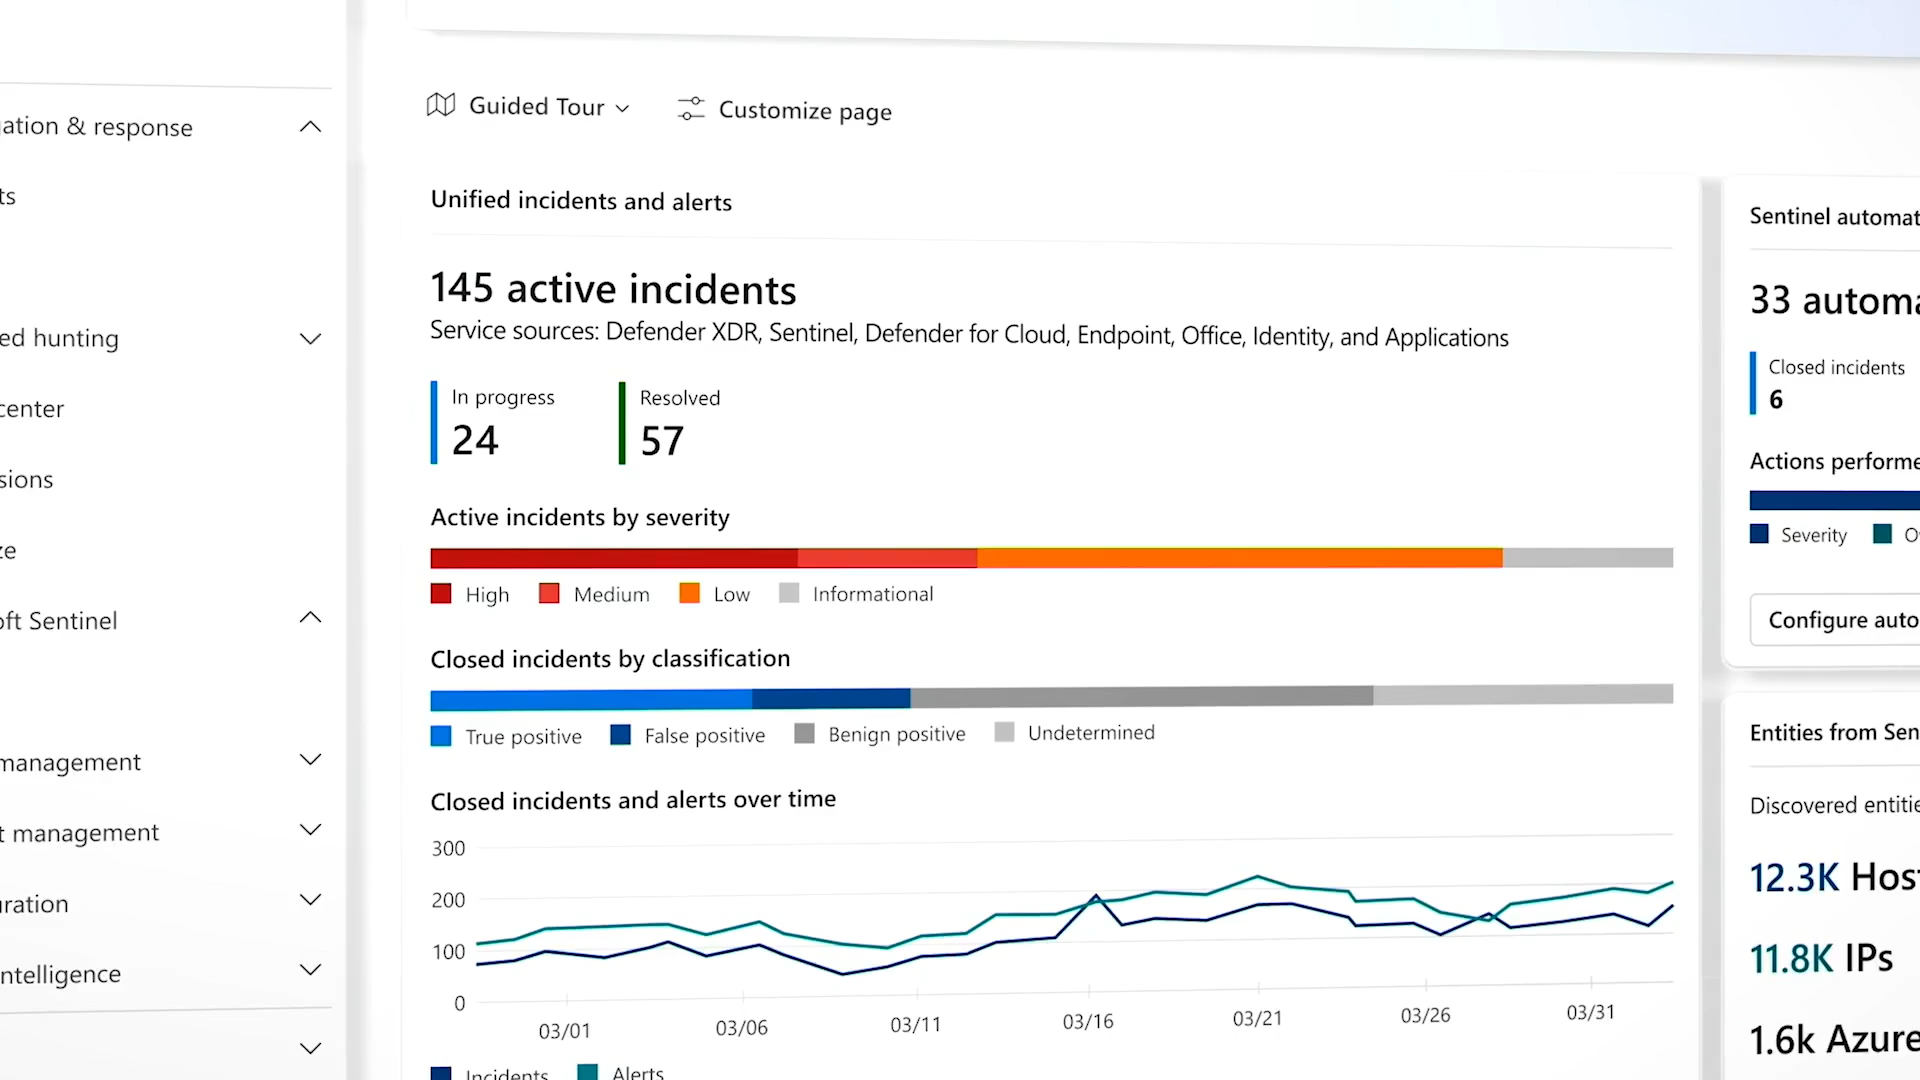 ation & response
ts
ed hunting
center
sions
ze
oft Sentinel
management
t management
ration
ntelligence
Guided Tour
Customize page
Unified incidents and alerts
145 active incidents
Service sources: Defender XDR, Sentinel, Defender for Cloud, Endpoint, Office, Identity, and Applications
In progress
24
Resolved
57
Active incidents by severity
High Medium Low Informational
Closed incidents by classification
True positive False positive Benign positive Undetermined
Closed incidents and alerts over time
300
200
100
0
03/01 03/06 03/11 03/16 03/21 03/26 03/31
Incidents Alerts
Sentinel automat
33 automa
Closed incidents
6
Actions performe
Severity O
Configure auto
Entities from Sen
Discovered entitie
12.3K Host
11.8K IPs
1.6k Azure